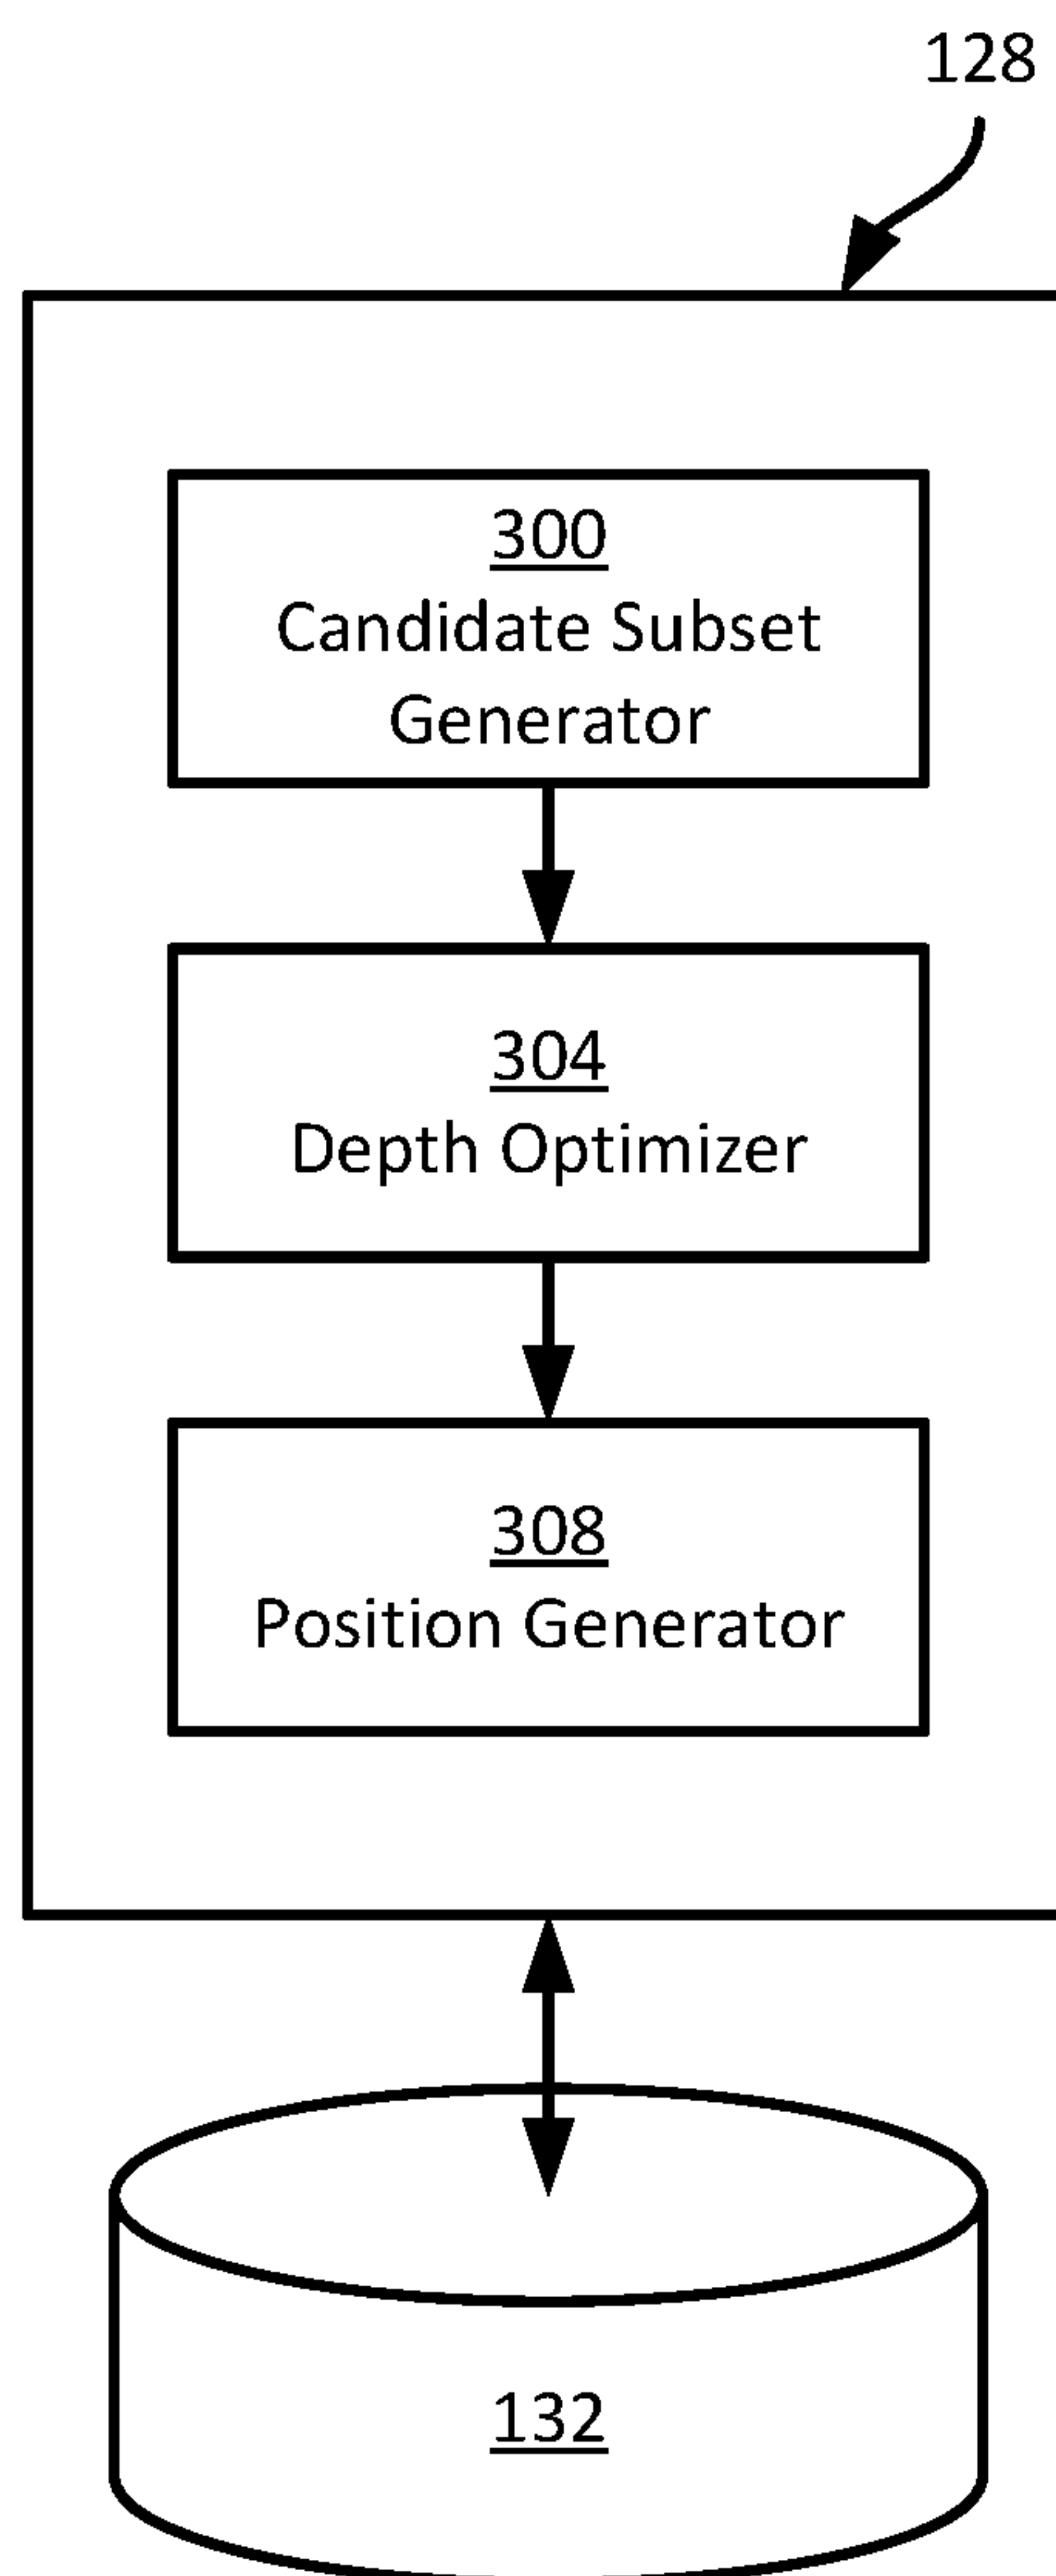 128
300
Candidate Subset
Generator
304
Depth Optimizer
308
Position Generator
132